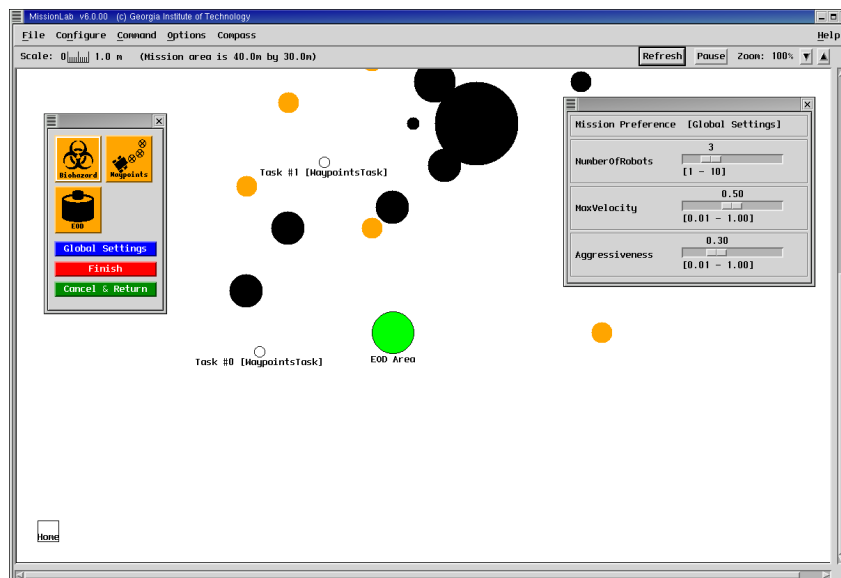 MissionLab v6.0.00 (c) Georgia Institute of Technology
File Configure Command Options Compass Help
Scale: 0 1.0 m (Mission area is 40.0m by 30.0m) Refresh Pause Zoom: 100%
Biohazard Waypoints
EOD
Global Settings
Finish
Cancel & Return
Mission Preference [Global Settings]
NumberOfRobots 3
[1 - 10]
MaxVelocity 0.50
[0.01 - 1.00]
Aggressiveness 0.30
[0.01 - 1.00]
Task #1 [WaypointsTask]
Task #0 [WaypointsTask]
EOD Area
Home